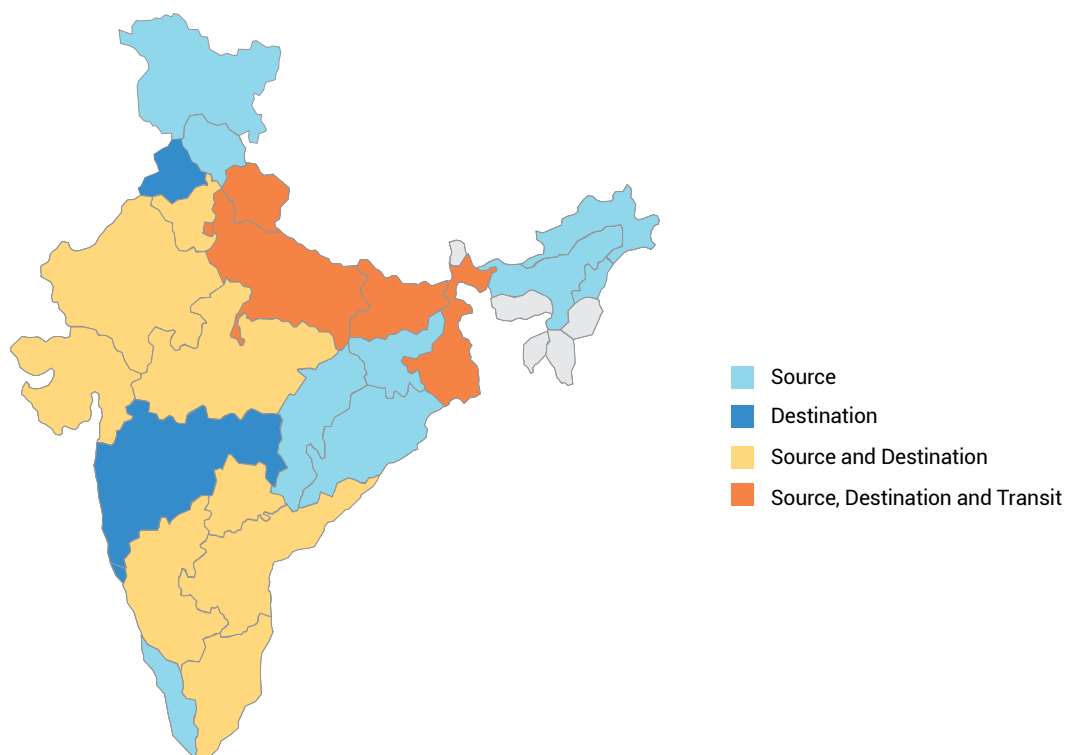 Source
Destination
Source and Destination
Source, Destination and Transit